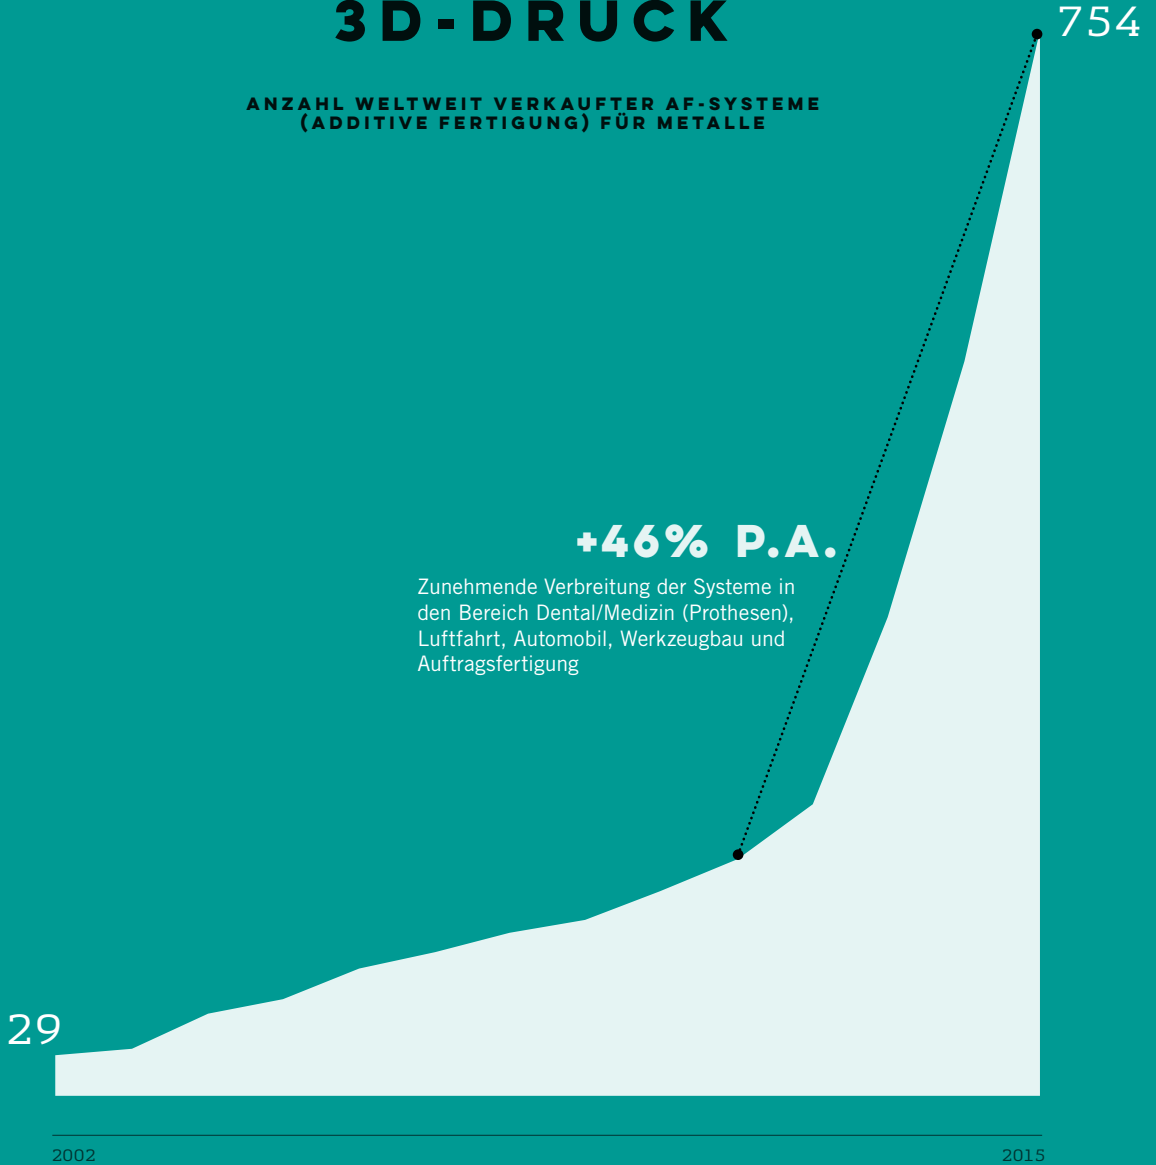 3D-DRUCK
754
ANZAHL WELTWEIT VERKAUFTER AF-SYSTEME
(ADDITIVE FERTIGUNG) FÜR METALLE
+46% P.A.
Zunehmende Verbreitung der Systeme in
den Bereich Dental/Medizin (Prothesen),
Luftfahrt, Automobil, Werkzeugbau und
Auftragsfertigung
29
2002
2015